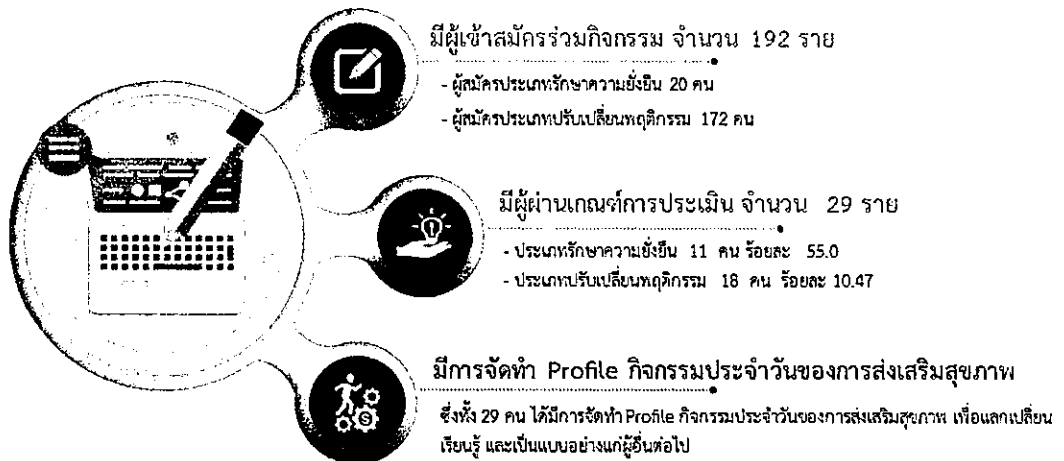 มีผู้เข้าสมัครร่วมกิจกรรม จำนวน 192 ราย
- ผู้สมัครประเภทรักษาความยั่งยืน 20 คน
- ผู้สมัครประเภทปรับเปลี่ยนพฤติกรรม 172 คน
มีผู้ผ่านเกณฑ์การประเมิน จำนวน 29 ราย
- ประเภทรักษาความยั่งยืน 11 คน ร้อยละ 55.0
- ประเภทปรับเปลี่ยนพฤติกรรม 18 คน ร้อยละ 10.47
มีการจัดทำ Profile กิจกรรมประจำวันของการส่งเสริมสุขภาพ
ซึ่งทั้ง 29 คน ได้มีการจัดทำ Profile กิจกรรมประจำวันของการส่งเสริมสุขภาพ เพื่อแลกเปลี่ยน
เรียนรู้ และเป็นแบบอย่างแก่ผู้อื่นต่อไป